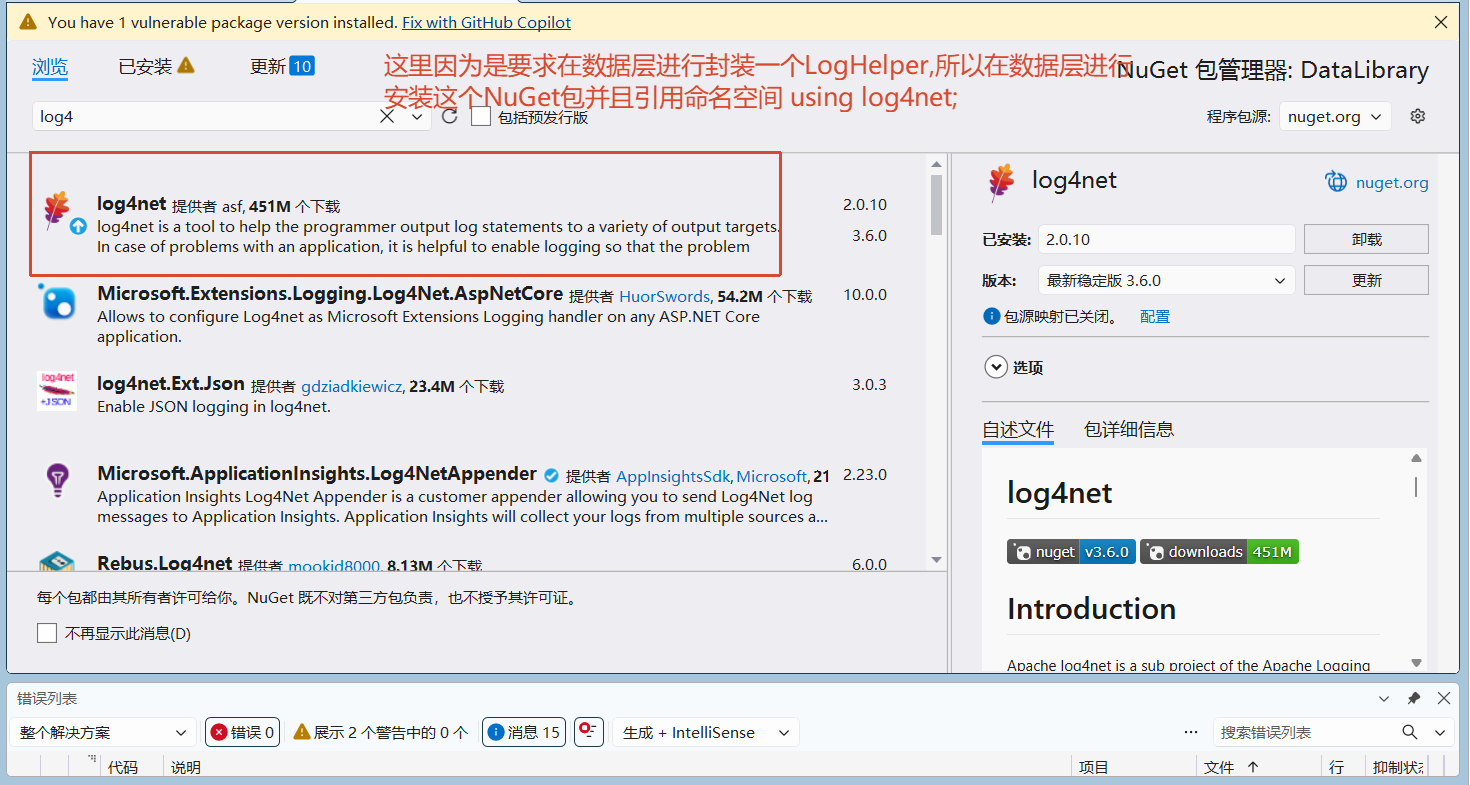 You have 1 vulnerable package version installed. Fix with GitHub Copilot
浏览 已安装 更新 10
这里因为是要求在数据层进行封装一个LogHelper,所以在数据层进行
安装这个NuGet包并且引用命名空间 using log4net;
NuGet 包管理器: DataLibrary
log4
包括预发行版
程序包源: nuget.org
log4net 提供者 asf, 451M 个下载
2.0.10
log4net is a tool to help the programmer output log statements to a variety of output targets.
3.6.0
In case of problems with an application, it is helpful to enable logging so that the problem
Microsoft.Extensions.Logging.Log4Net.AspNetCore 提供者 HuorSwords, 54.2M 个下载
10.0.0
Allows to configure Log4net as Microsoft Extensions Logging handler on any ASP.NET Core
application.
log4net +JSON
log4net.Ext.Json 提供者 gdziadkiewicz, 23.4M 个下载
3.0.3
Enable JSON logging in log4net.
Microsoft.ApplicationInsights.Log4NetAppender 提供者 AppInsightsSdk, Microsoft, 21
2.23.0
Application Insights Log4Net Appender is a customer appender allowing you to send Log4Net log
messages to Application Insights. Application Insights will collect your logs from multiple sources a...
Rebus.Log4net 提供者 mookid8000, 8.13M 个下载
6.0.0
每个包都由其所有者许可给你。NuGet 既不对第三方包负责，也不授予其许可证。
不再显示此消息(D)
log4net
nuget.org
已安装: 2.0.10 卸载
版本: 最新稳定版 3.6.0 更新
包源映射已关闭。 配置
选项
自述文件 包详细信息
log4net
nuget v3.6.0 downloads 451M
Introduction
Apache log4net is a sub project of the Apache Logging
错误列表
整个解决方案 错误 0 展示 2 个警告中的 0 个 消息 15 生成 + IntelliSense ... 搜索错误列表
代码 说明 项目 文件 行 抑制状态